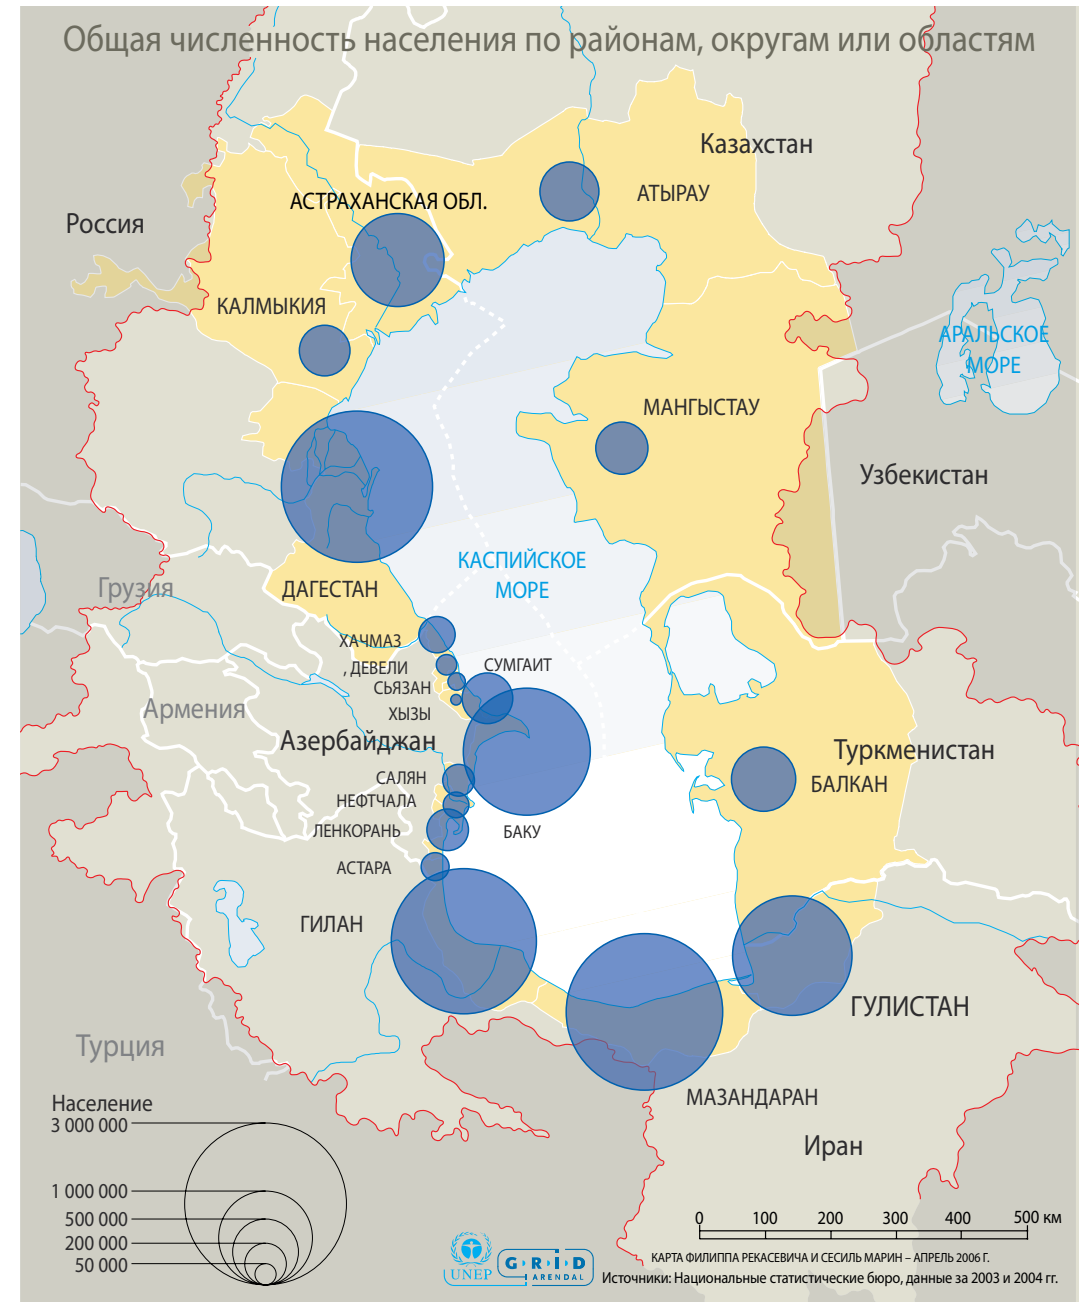 Общая численность населения по районам, округам или областям
Казахстан
АТЫРАУ
АСТРАХАНСКАЯ ОБЛ.
Россия
КАЛМЫКИЯ
АРАЛЬСКОЕ
МОРЕ
МАНГЫСТАУ
Узбекистан
КАСПИЙСКОЕ
МОРЕ
Грузия
ДАГЕСТАН
ХАЧМАЗ
, ДЕВЕЛИ
СУМГАИТ
СЬЯЗАН
ХЫЗЫ
Армения
Азербайджан
Туркменистан
БАЛКАН
САЛЯН
НЕФТЧАЛА
ЛЕНКОРАНЬ
БАКУ
АСТАРА
ГИЛАН
ГУЛИСТАН
Турция
МАЗАНДАРАН
Иран
Население
3 000 000
1 000 000
500 000
200 000
50 000
0 100 200 300 400 500 км
UNEP
GRID
ARENDAL
КАРТА ФИЛИППА РЕКАСЕВИЧА И СЕСИЛЬ МАРИН – АПРЕЛЬ 2006 Г.
Источники: Национальные статистические бюро, данные за 2003 и 2004 гг.